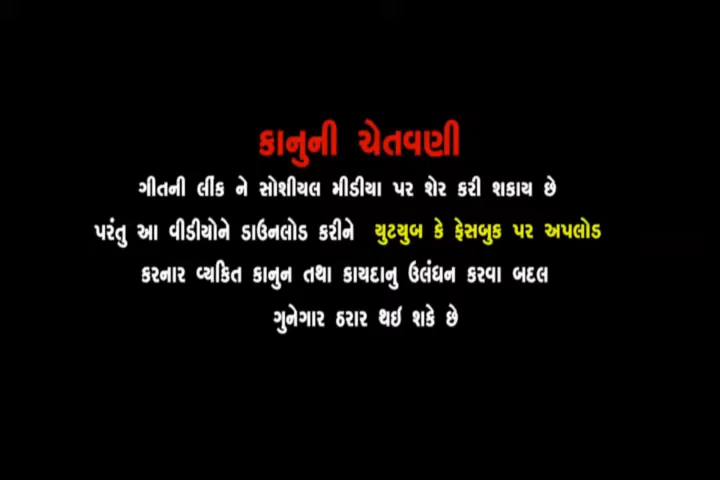 કાનુની ચેતવણી
ગીતની લીંક ને સોશીયલ મીડીયા પર શેર કરી શકાય છે
પરંતુ આ વીડીયોને ડાઉનલોડ કરીને યુટયુબ કે ફેસબુક પર અપલોડ
કરનાર વ્યકિત કાનુન તથા કાયદાનુ ઉલંઘન કરવા બદલ
ગુનેગાર ઠરાર થઇ શકે છે